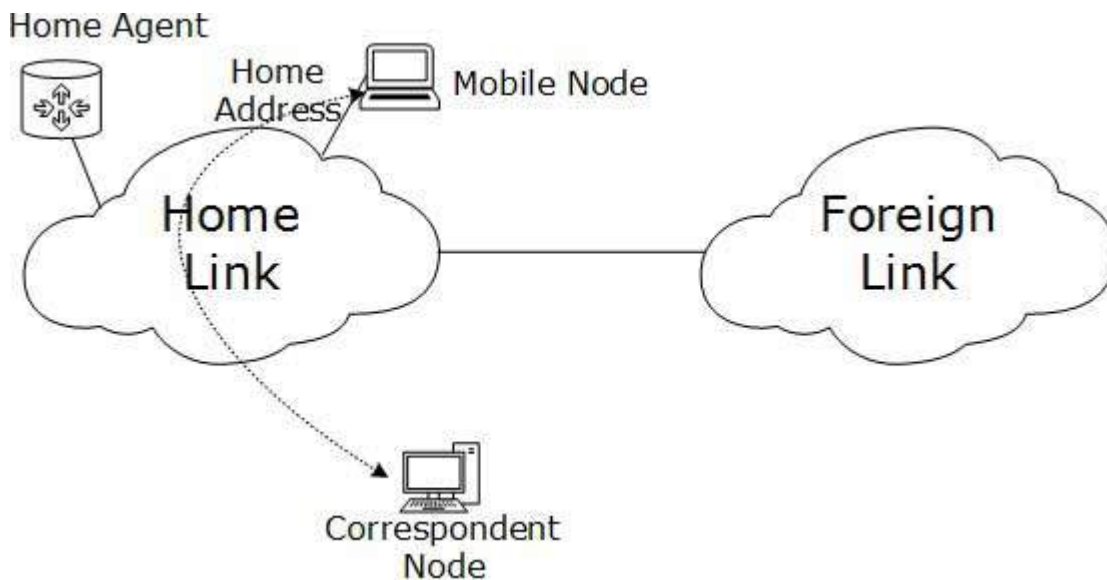 Home Agent
Home
Address
Mobile Node
Home
Link
Foreign
Link
Correspondent
Node